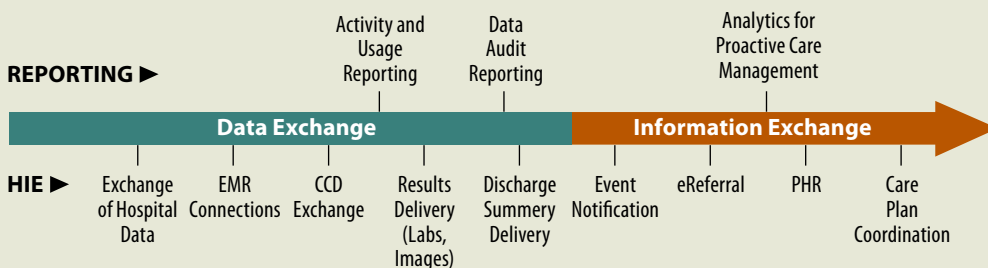 Activity and
Usage
Reporting
Data
Audit
Reporting
Analytics for
Proactive Care
Management
REPORTING ►
Data Exchange
Information Exchange
HIE ►
Exchange
of Hospital
Data
EMR
Connections
CCD
Exchange
Results
Delivery
(Labs,
Images)
Discharge
Summery
Delivery
Event
Notification
eReferral
PHR
Care
Plan
Coordination